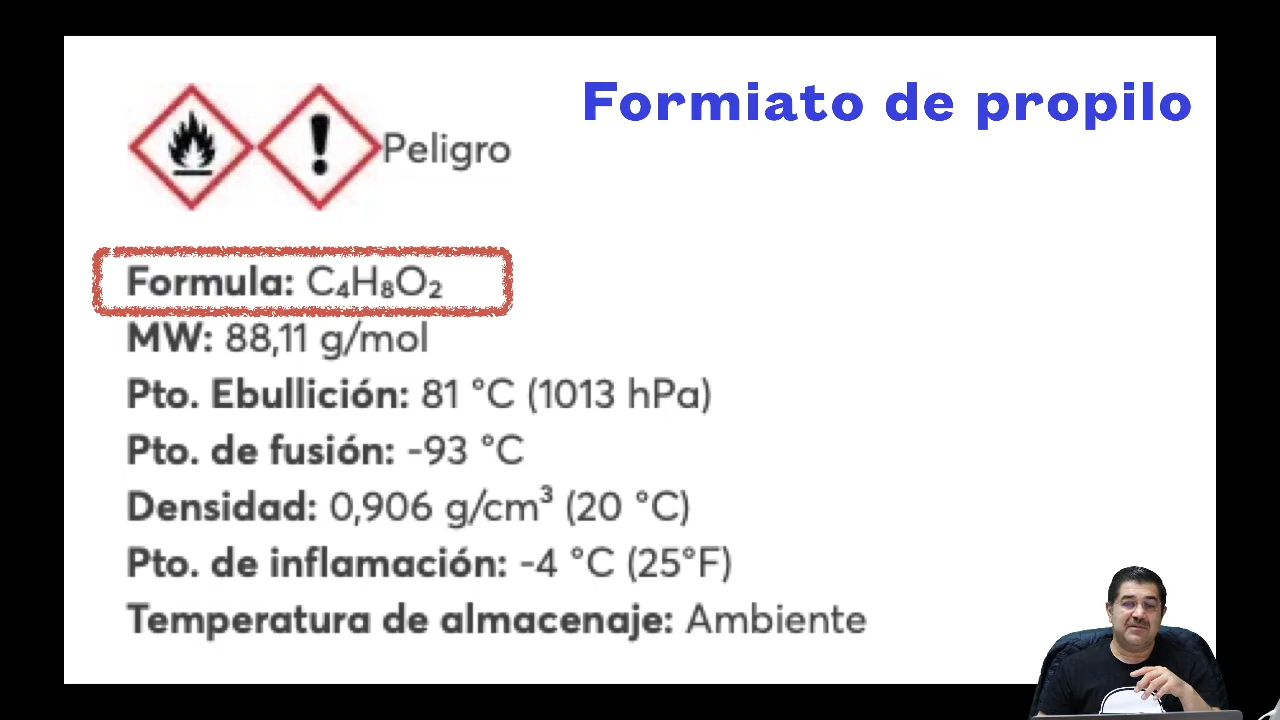 Formiato de propilo
Peligro
Formula: C₄H₈O₂
MW: 88,11 g/mol
Pto. Ebullición: 81 °C (1013 hPa)
Pto. de fusión: -93 °C
Densidad: 0,906 g/cm³ (20 °C)
Pto. de inflamación: -4 °C (25°F)
Temperatura de almacenaje: Ambiente